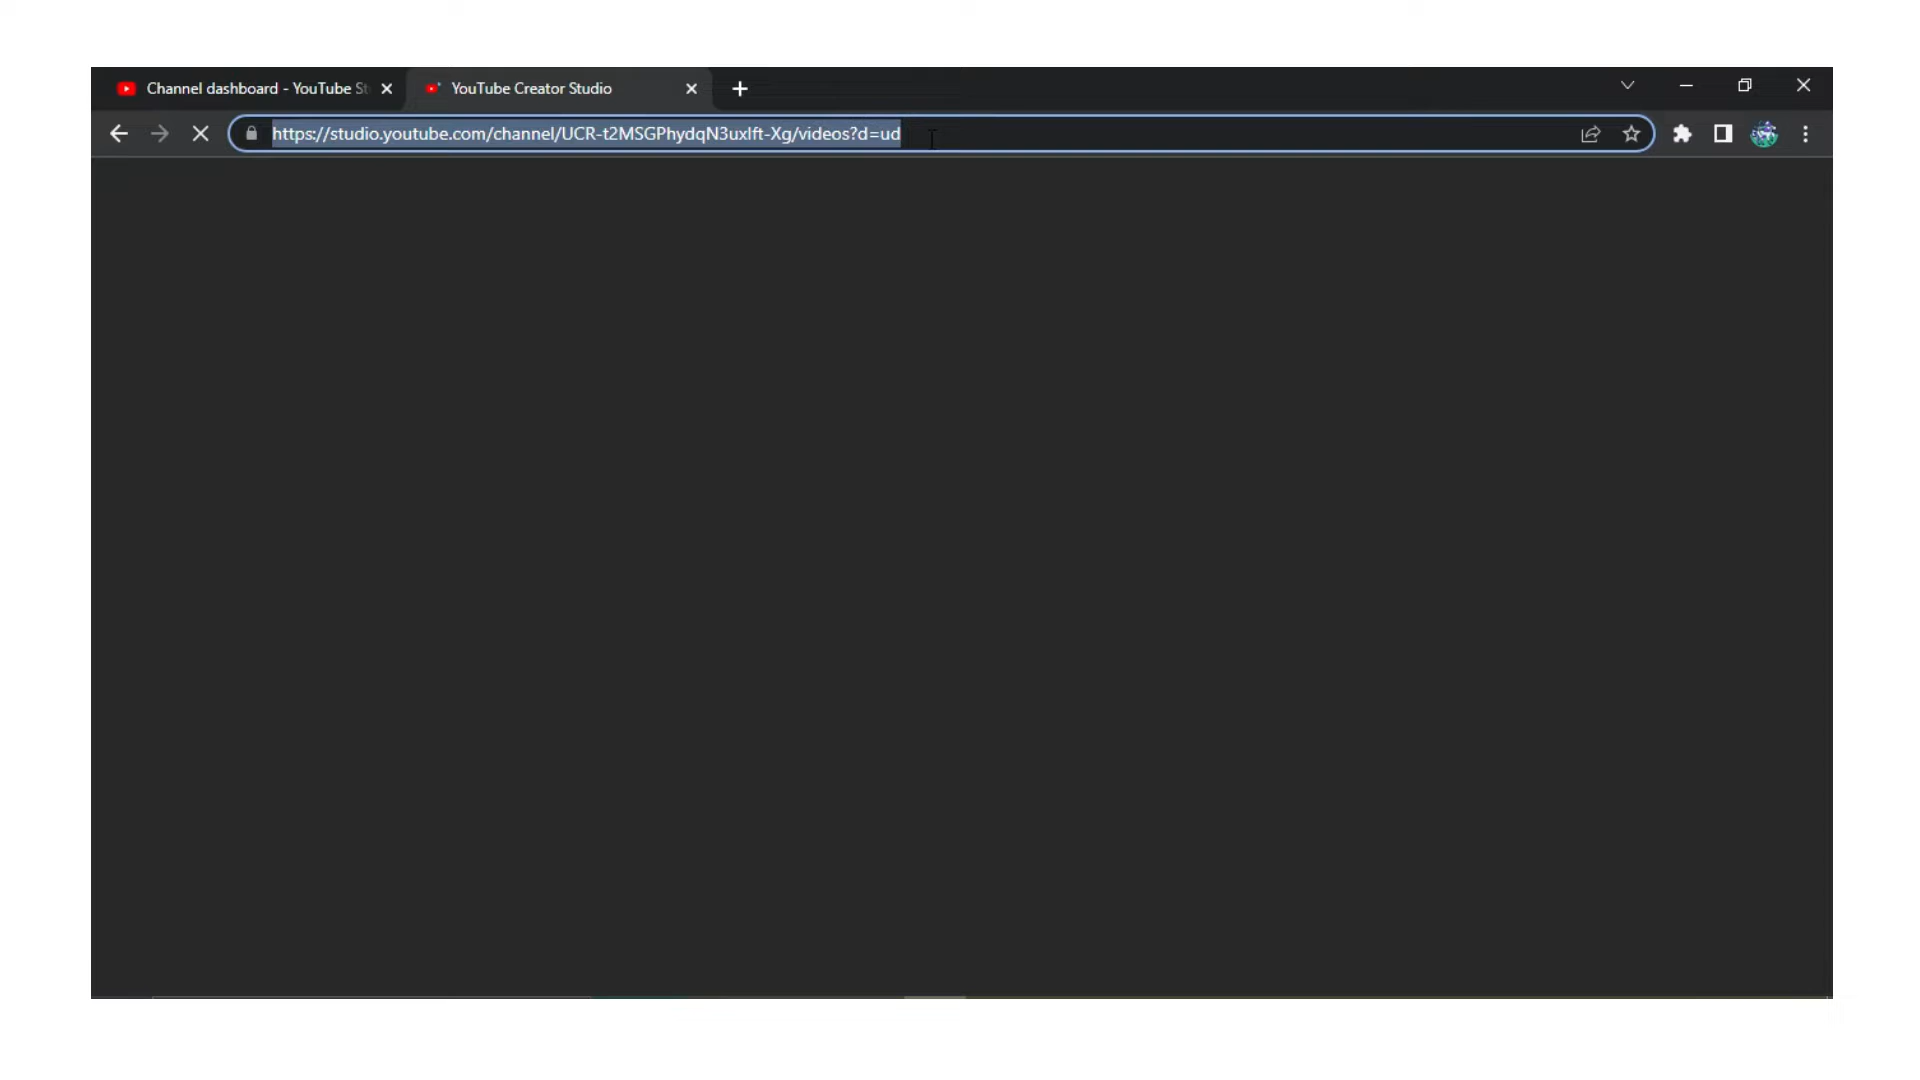 Channel dashboard - YouTube St
YouTube Creator Studio
https://studio.youtube.com/channel/UCR-t2MSGPhydqN3uxlft-Xg/videos?d=ud